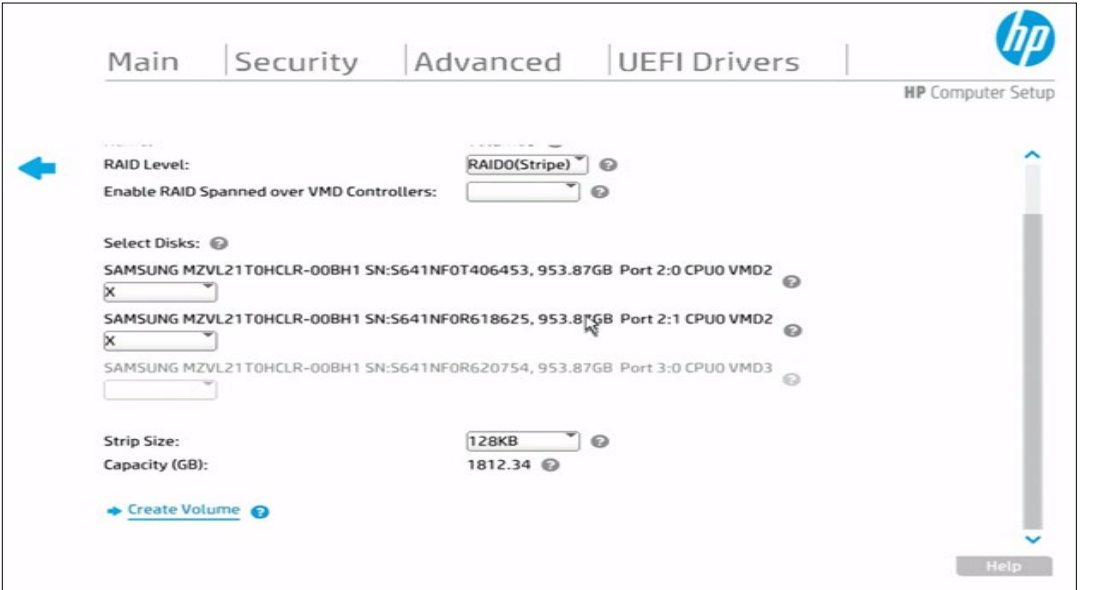 hp
Main Security Advanced UEFI Drivers
HP Computer Setup
RAID Level: RAID0(Stripe) ?
Enable RAID Spanned over VMD Controllers: ?
Select Disks: ?
SAMSUNG MZVL21T0HCLR-00BH1 SN:S641NF0T406453, 953.87GB Port 2:0 CPU0 VMD2 ?
X
SAMSUNG MZVL21T0HCLR-00BH1 SN:S641NF0R618625, 953.87GB Port 2:1 CPU0 VMD2 ?
X
SAMSUNG MZVL21T0HCLR-00BH1 SN:S641NF0R620754, 953.87GB Port 3:0 CPU0 VMD3 ?
Strip Size: 128KB ?
Capacity (GB): 1812.34 ?
Create Volume ?
Help